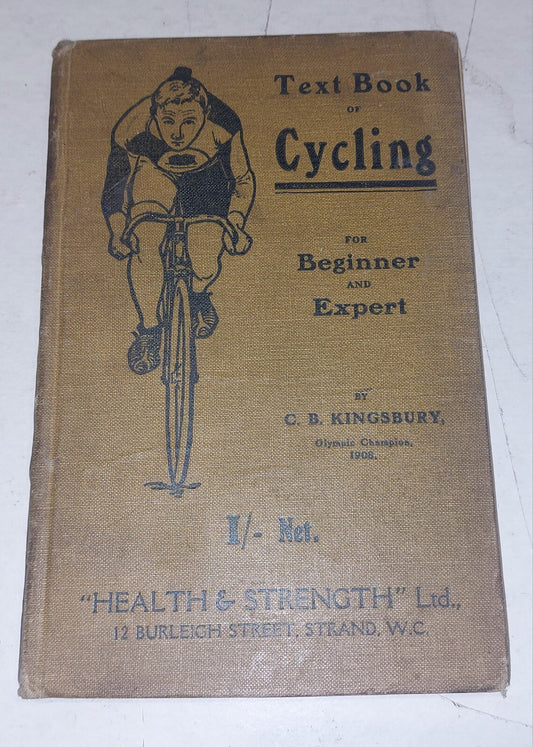 Text Book
OF
Cycling
FOR
Beginner
AND
Expert
BY
C. B. KINGSBURY,
Olympic Champion,
1908.
1/- Net.
"HEALTH & STRENGTH" Ltd.,
12 BURLEIGH STREET, STRAND, W.C.